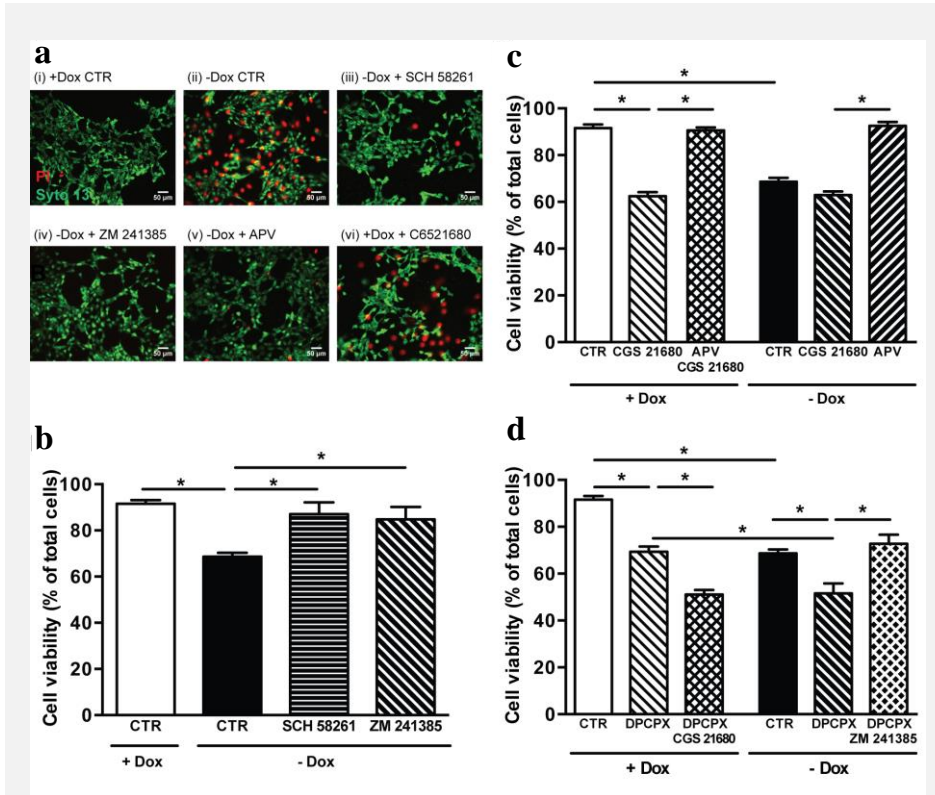 a
(i) +Dox CTR
(ii) -Dox CTR
(iii) -Dox + SCH 58261
PI
Syto 13
50 µm
50 µm
50 µm
(iv) -Dox + ZM 241385
(v) -Dox + APV
(vi) +Dox + C6521680
50 µm
50 µm
50 µm
b
Cell viability (% of total cells)
100
80
60
40
20
0
*
*
*
CTR
CTR
SCH 58261
ZM 241385
+ Dox
- Dox
c
Cell viability (% of total cells)
100
80
60
40
20
0
*
*
*
*
CTR
CGS 21680
APV
CGS 21680
CTR
CGS 21680
APV
+ Dox
- Dox
d
Cell viability (% of total cells)
100
80
60
40
20
0
*
*
*
*
*
*
CTR
DPCPX
DPCPX
CGS 21680
CTR
DPCPX
DPCPX
ZM 241385
+ Dox
- Dox